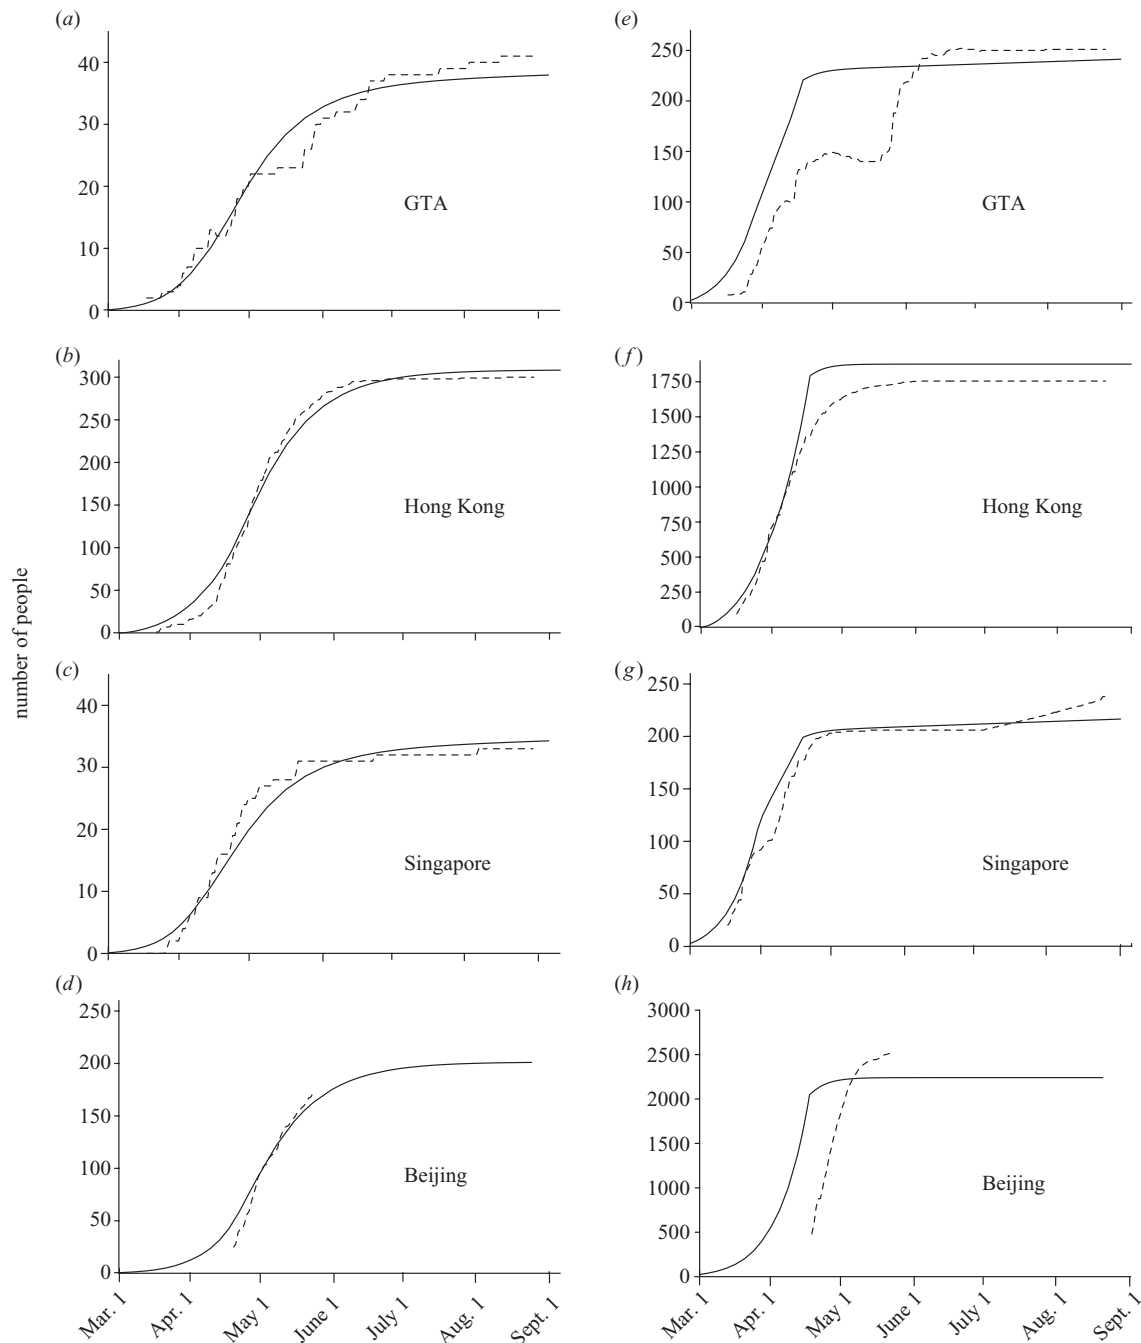 (a)
40
30
20
10
0
GTA
(e)
250
200
150
100
50
0
GTA
(b)
300
250
200
150
100
50
0
Hong Kong
(f)
1750
1500
1250
1000
750
500
250
0
Hong Kong
number of people
(c)
40
30
20
10
0
Singapore
(g)
250
200
150
100
50
0
Singapore
(d)
250
200
150
100
50
0
Beijing
Mar. 1 Apr. 1 May 1 June 1 July 1 Aug. 1 Sept. 1
(h)
3000
2500
2000
1500
1000
500
0
Beijing
Mar. 1 Apr. 1 May 1 June 1 July 1 Aug. 1 Sept. 1